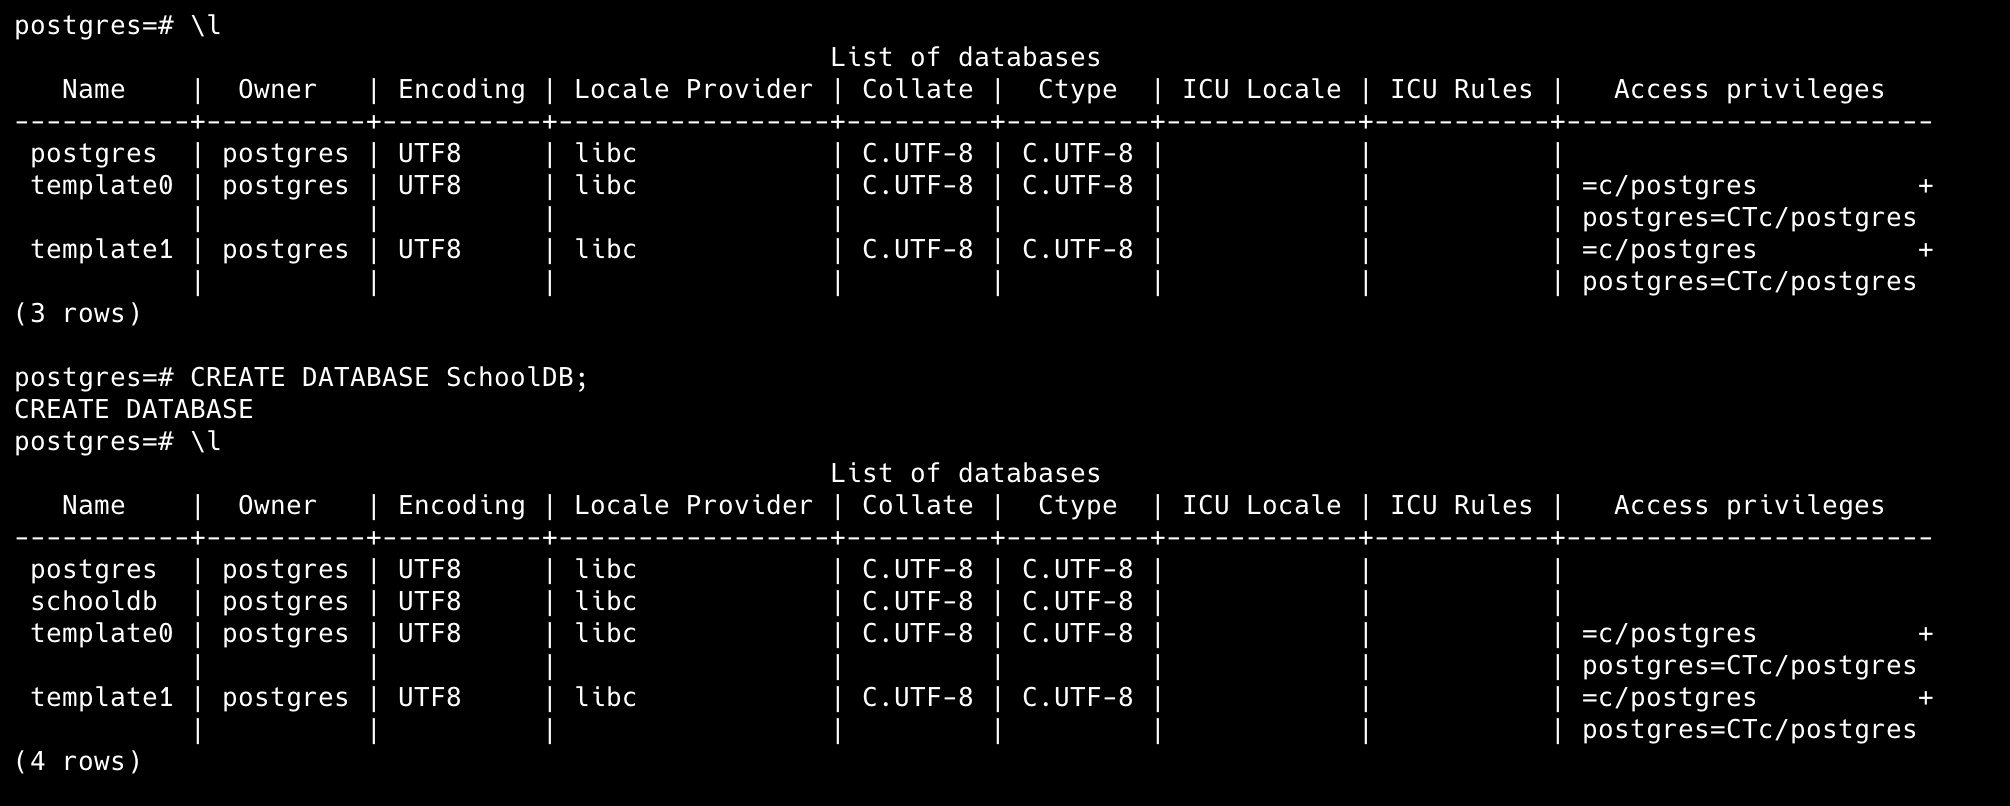 postgres=# \l
                                                   List of databases
   Name    |  Owner   | Encoding | Locale Provider | Collate |  Ctype  | ICU Locale | ICU Rules |   Access privileges
-----------+----------+----------+-----------------+---------+---------+------------+-----------+-----------------------
 postgres  | postgres | UTF8     | libc            | C.UTF-8 | C.UTF-8 |            |           |
 template0 | postgres | UTF8     | libc            | C.UTF-8 | C.UTF-8 |            |           | =c/postgres          +
           |          |          |                 |         |         |            |           | postgres=CTc/postgres
 template1 | postgres | UTF8     | libc            | C.UTF-8 | C.UTF-8 |            |           | =c/postgres          +
           |          |          |                 |         |         |            |           | postgres=CTc/postgres
(3 rows)

postgres=# CREATE DATABASE SchoolDB;
CREATE DATABASE
postgres=# \l
                                                   List of databases
   Name    |  Owner   | Encoding | Locale Provider | Collate |  Ctype  | ICU Locale | ICU Rules |   Access privileges
-----------+----------+----------+-----------------+---------+---------+------------+-----------+-----------------------
 postgres  | postgres | UTF8     | libc            | C.UTF-8 | C.UTF-8 |            |           |
 schooldb  | postgres | UTF8     | libc            | C.UTF-8 | C.UTF-8 |            |           |
 template0 | postgres | UTF8     | libc            | C.UTF-8 | C.UTF-8 |            |           | =c/postgres          +
           |          |          |                 |         |         |            |           | postgres=CTc/postgres
 template1 | postgres | UTF8     | libc            | C.UTF-8 | C.UTF-8 |            |           | =c/postgres          +
           |          |          |                 |         |         |            |           | postgres=CTc/postgres
(4 rows)